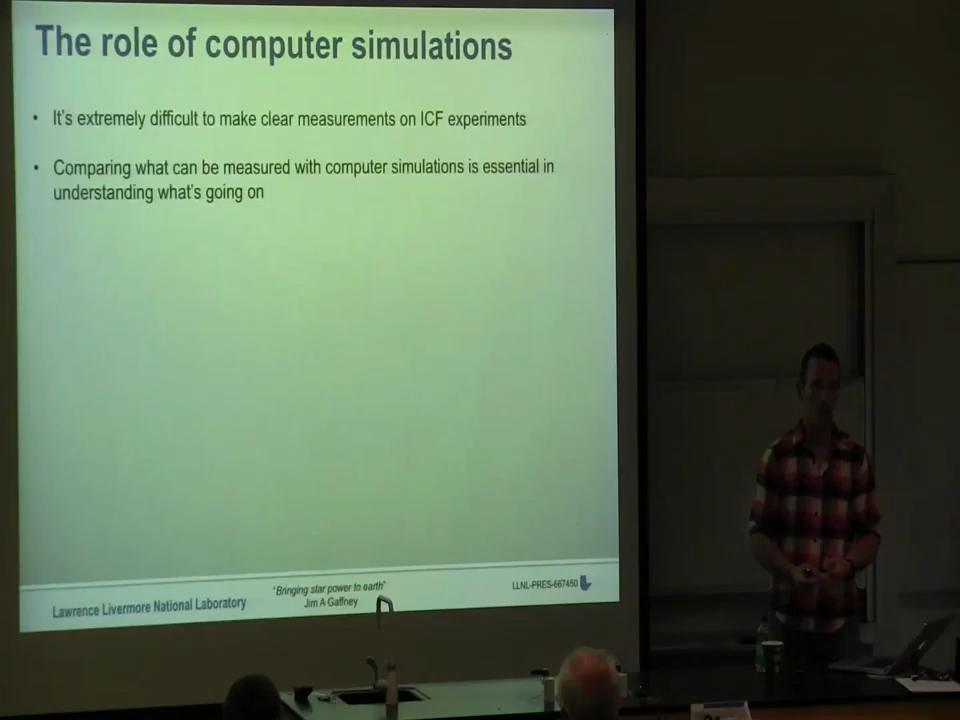 The role of computer simulations
• It's extremely difficult to make clear measurements on ICF experiments
• Comparing what can be measured with computer simulations is essential in
understanding what's going on
Lawrence Livermore National Laboratory
"Bringing star power to earth"
Jim A Gaffney
LLNL-PRES-667450